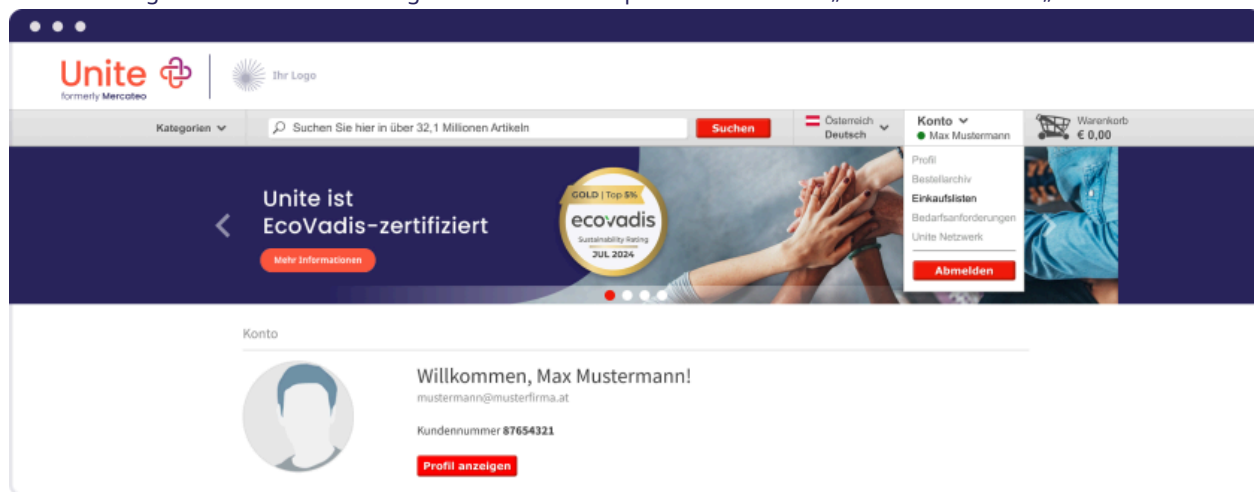 Unite
formerly Mercateo
Ihr Logo
Kategorien
Suchen Sie hier in über 32,1 Millionen Artikeln
Suchen
Österreich
Deutsch
Konto
Max Mustermann
Warenkorb
€ 0,00
Profil
Bestellarchiv
Einkaufslisten
Bedarfsanforderungen
Unite Netzwerk
Abmelden
Unite ist
EcoVadis-zertifiziert
Mehr Informationen
GOLD | Top 5%
ecovadis
Sustainability Rating
JUL 2024
Konto
Willkommen, Max Mustermann!
mustermann@musterfirma.at
Kundennummer 87654321
Profil anzeigen